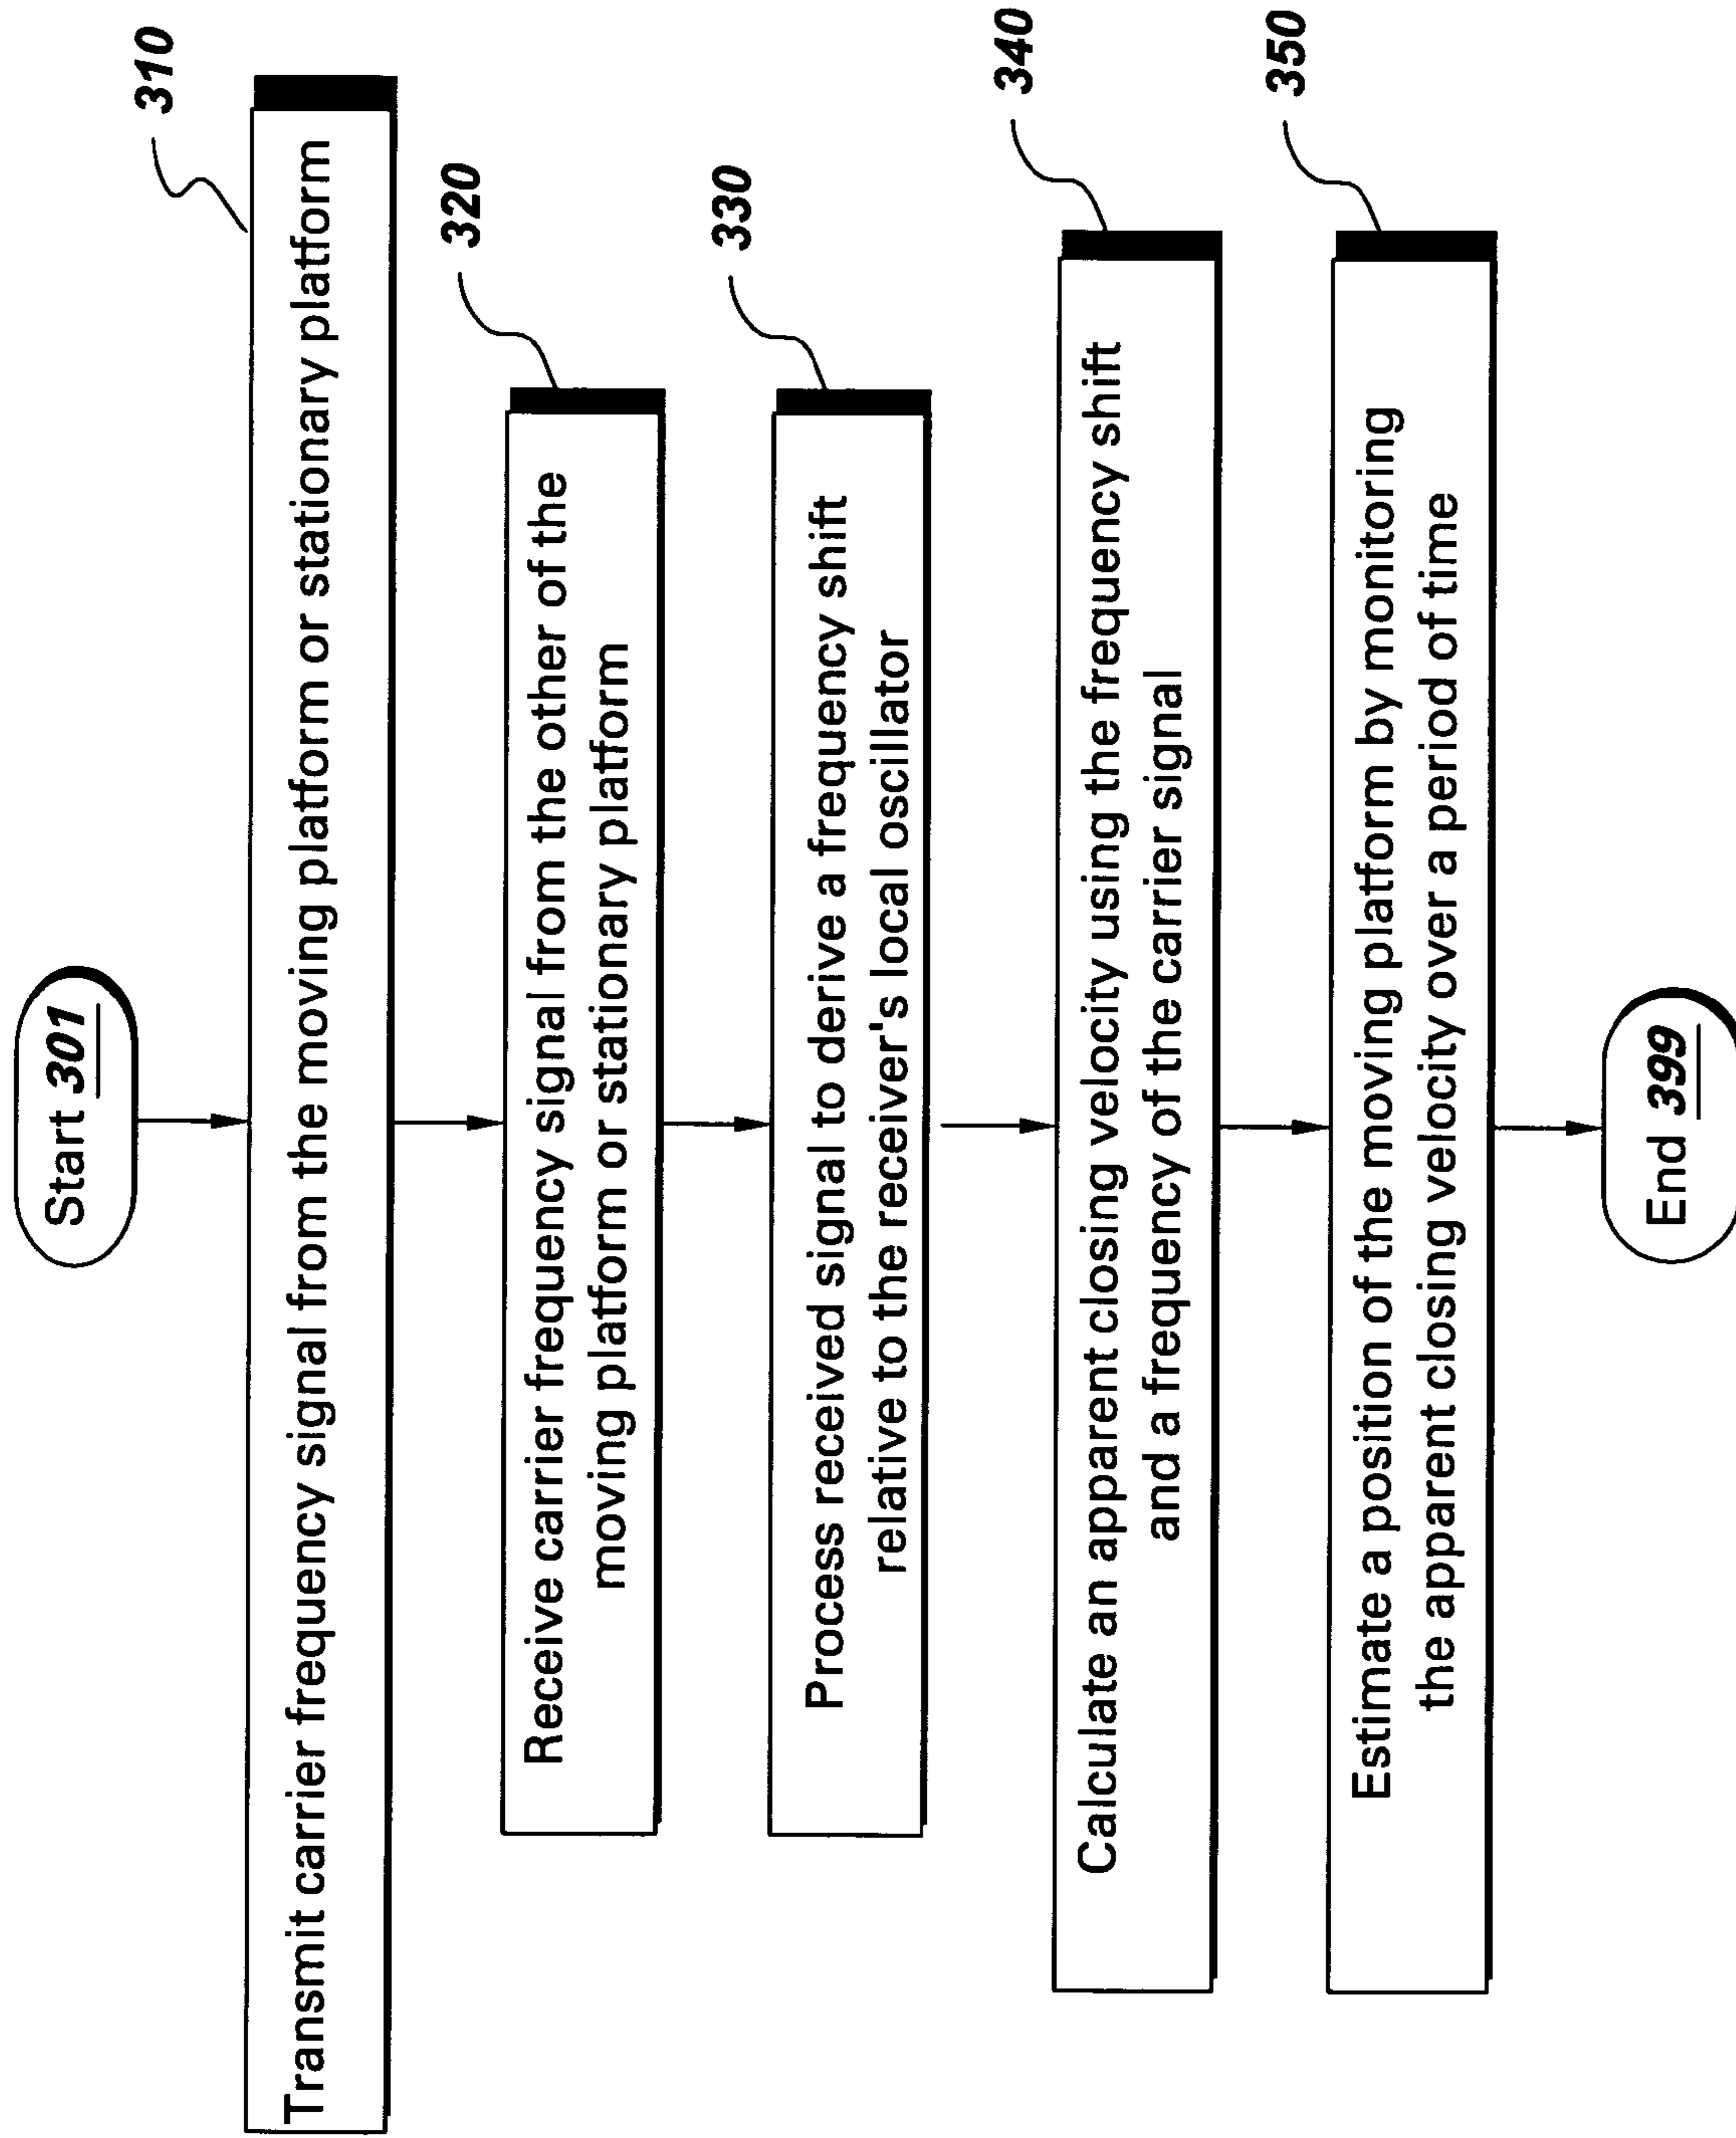 Start 301
310
Transmit carrier frequency signal from the moving platform or stationary platform
320
Receive carrier frequency signal from the other of the
moving platform or stationary platform
330
Process received signal to derive a frequency shift
relative to the receiver's local oscillator
340
Calculate an apparent closing velocity using the frequency shift
and a frequency of the carrier signal
350
Estimate a position of the moving platform by monitoring
the apparent closing velocity over a period of time
End 399